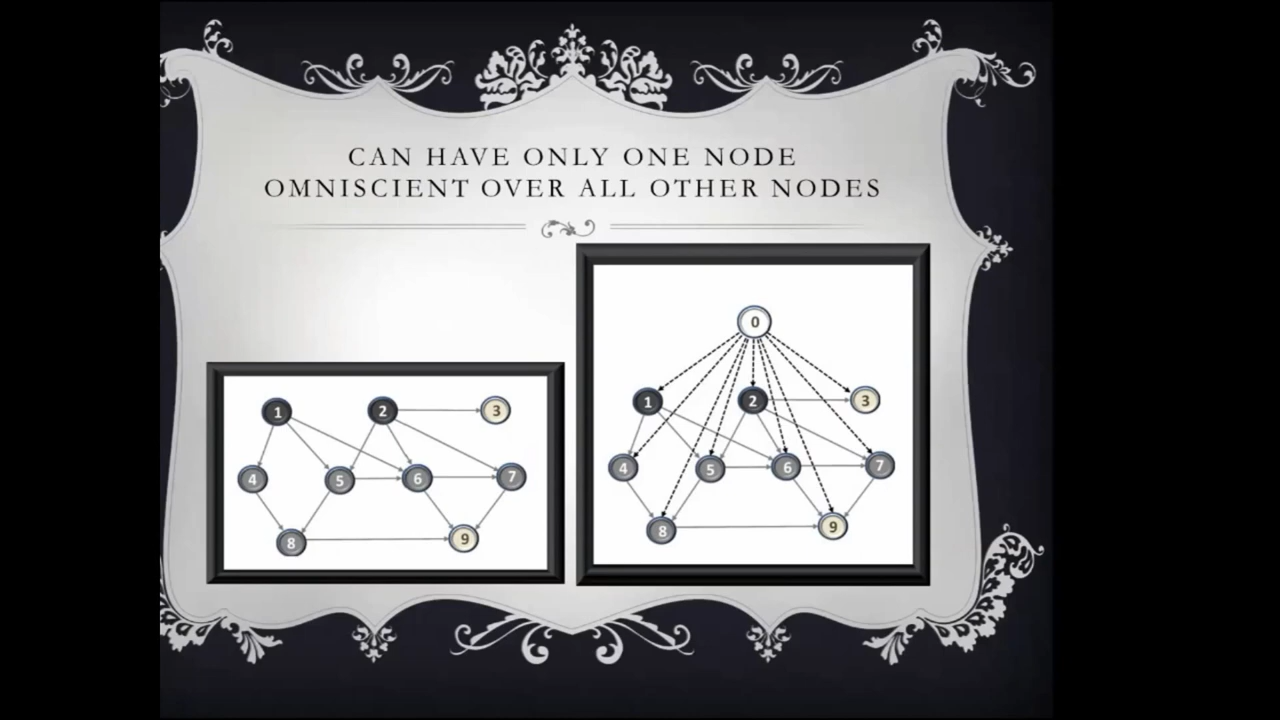 CAN HAVE ONLY ONE NODE
OMNISCIENT OVER ALL OTHER NODES
1 2 3
4 5 6 7
8 9
0
1 2 3
4 5 6 7
8 9